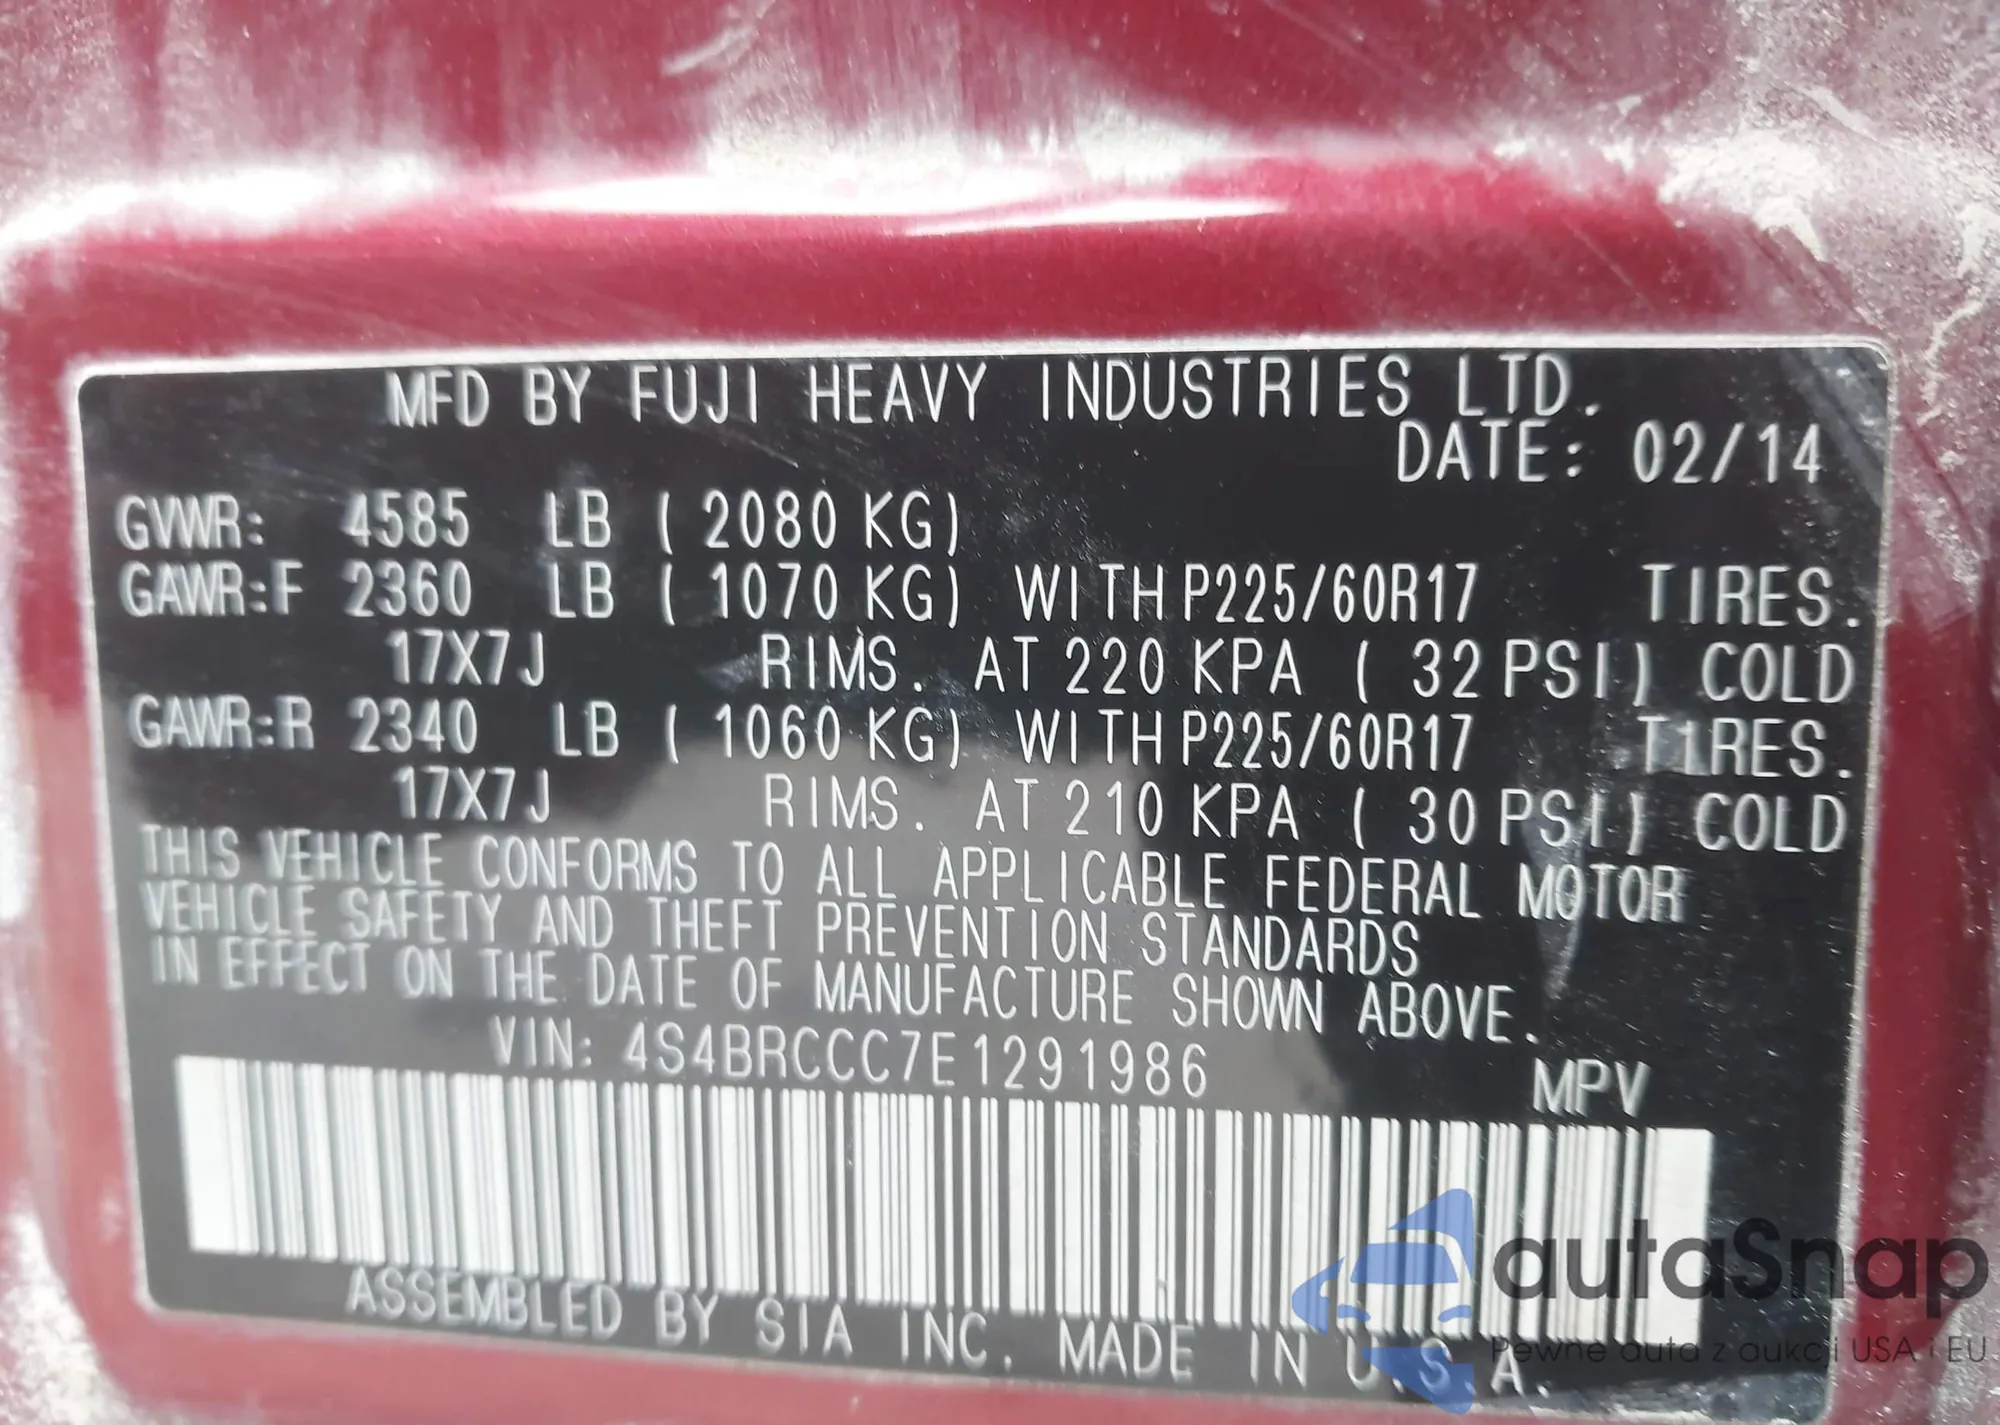 MFD BY FUJI HEAVY INDUSTRIES LTD.
DATE: 02/14
GVWR: 4585 LB ( 2080 KG)
GAWR:F 2360 LB ( 1070 KG) WITH P225/60R17 TIRES.
17X7J RIMS. AT 220 KPA ( 32 PSI) COLD
GAWR:R 2340 LB ( 1060 KG) WITH P225/60R17 TIRES.
17X7J RIMS. AT 210 KPA ( 30 PSI) COLD
THIS VEHICLE CONFORMS TO ALL APPLICABLE FEDERAL MOTOR
VEHICLE SAFETY AND THEFT PREVENTION STANDARDS
IN EFFECT ON THE DATE OF MANUFACTURE SHOWN ABOVE.
VIN: 4S4BRCCC7E1291986
MPV
ASSEMBLED BY SIA INC. MADE IN U.S.A.
autaSnap
Pewne auta z aukcji USA i EU